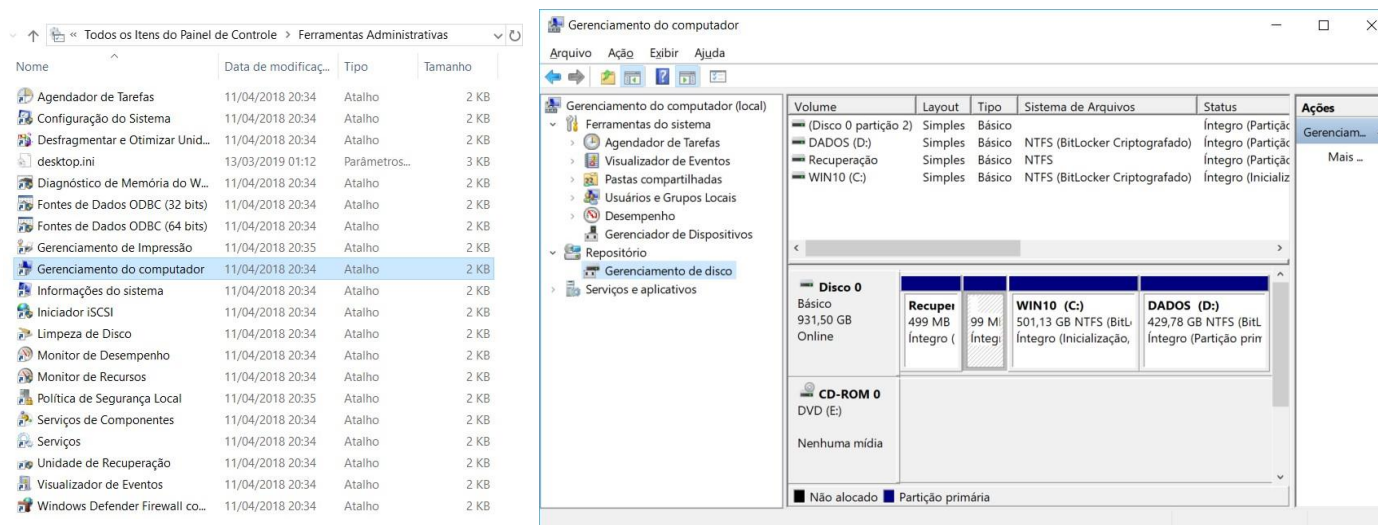 « Todos os Itens do Painel de Controle > Ferramentas Administrativas
Nome Data de modificaç... Tipo Tamanho
Agendador de Tarefas 11/04/2018 20:34 Atalho 2 KB
Configuração do Sistema 11/04/2018 20:34 Atalho 2 KB
Desfragmentar e Otimizar Unid... 11/04/2018 20:34 Atalho 2 KB
desktop.ini 13/03/2019 01:12 Parâmetros... 3 KB
Diagnóstico de Memória do W... 11/04/2018 20:34 Atalho 2 KB
Fontes de Dados ODBC (32 bits) 11/04/2018 20:34 Atalho 2 KB
Fontes de Dados ODBC (64 bits) 11/04/2018 20:34 Atalho 2 KB
Gerenciamento de Impressão 11/04/2018 20:35 Atalho 2 KB
Gerenciamento do computador 11/04/2018 20:34 Atalho 2 KB
Informações do sistema 11/04/2018 20:34 Atalho 2 KB
Iniciador iSCSI 11/04/2018 20:34 Atalho 2 KB
Limpeza de Disco 11/04/2018 20:34 Atalho 2 KB
Monitor de Desempenho 11/04/2018 20:34 Atalho 2 KB
Monitor de Recursos 11/04/2018 20:34 Atalho 2 KB
Política de Segurança Local 11/04/2018 20:35 Atalho 2 KB
Serviços de Componentes 11/04/2018 20:34 Atalho 2 KB
Serviços 11/04/2018 20:34 Atalho 2 KB
Unidade de Recuperação 11/04/2018 20:34 Atalho 2 KB
Visualizador de Eventos 11/04/2018 20:34 Atalho 2 KB
Windows Defender Firewall co... 11/04/2018 20:34 Atalho 2 KB
Gerenciamento do computador
Arquivo Ação Exibir Ajuda
Gerenciamento do computador (local)
Ferramentas do sistema
Agendador de Tarefas
Visualizador de Eventos
Pastas compartilhadas
Usuários e Grupos Locais
Desempenho
Gerenciador de Dispositivos
Repositório
Gerenciamento de disco
Serviços e aplicativos
Volume Layout Tipo Sistema de Arquivos Status
(Disco 0 partição 2) Simples Básico Íntegro (Partiçã
DADOS (D:) Simples Básico NTFS (BitLocker Criptografado) Íntegro (Partiçã
Recuperação Simples Básico NTFS Íntegro (Partiçã
WIN10 (C:) Simples Básico NTFS (BitLocker Criptografado) Íntegro (Inicializ
Disco 0
Básico
931,50 GB
Online
Recuper
499 MB
Íntegro (
99 M
Integ
WIN10 (C:)
501,13 GB NTFS (BitL
Íntegro (Inicialização,
DADOS (D:)
429,78 GB NTFS (BitL
Íntegro (Partição prin
CD-ROM 0
DVD (E:)
Nenhuma mídia
Não alocado Partição primária
Ações
Gerenciam...
Mais ...